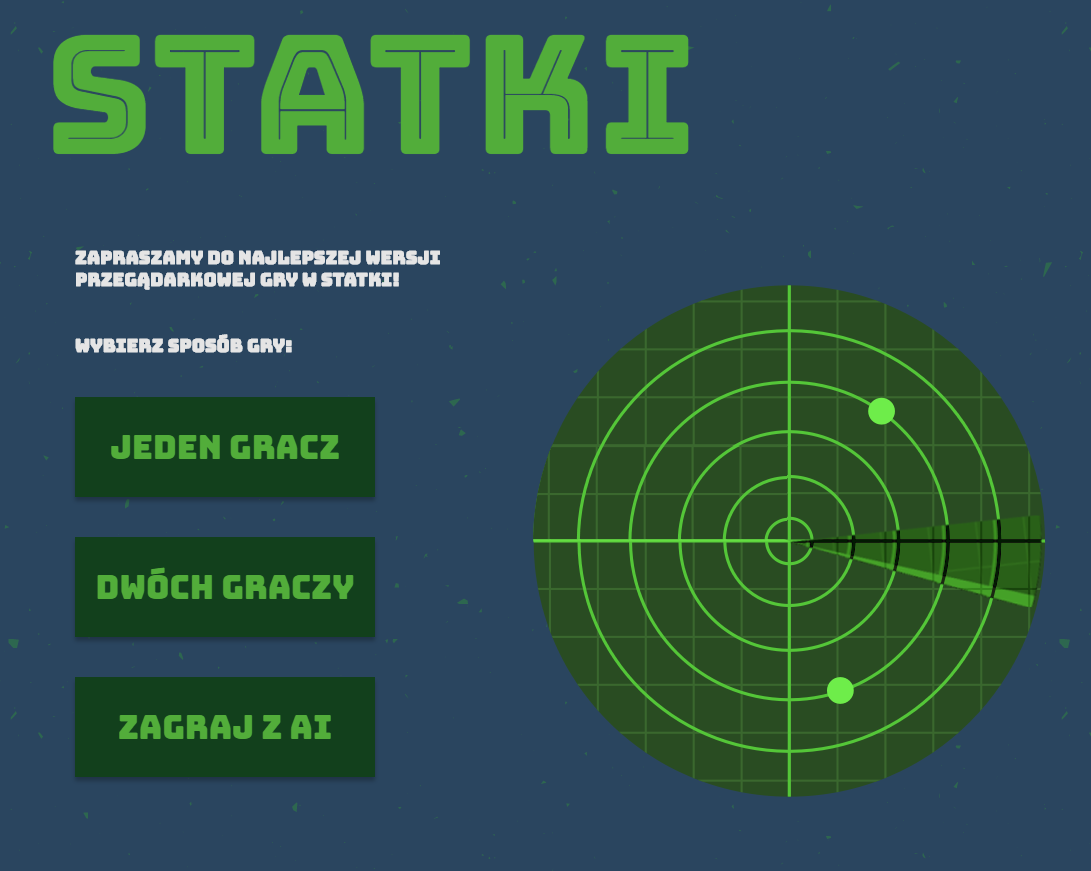 STATKI
ZAPRASZAMY DO NAJLEPSZEJ WERSJI
PRZEGĄDARKOWEJ GRY W STATKI!
WYBIERZ SPOSÓB GRY:
JEDEN GRACZ
DWÓCH GRACZY
ZAGRAJ Z AI